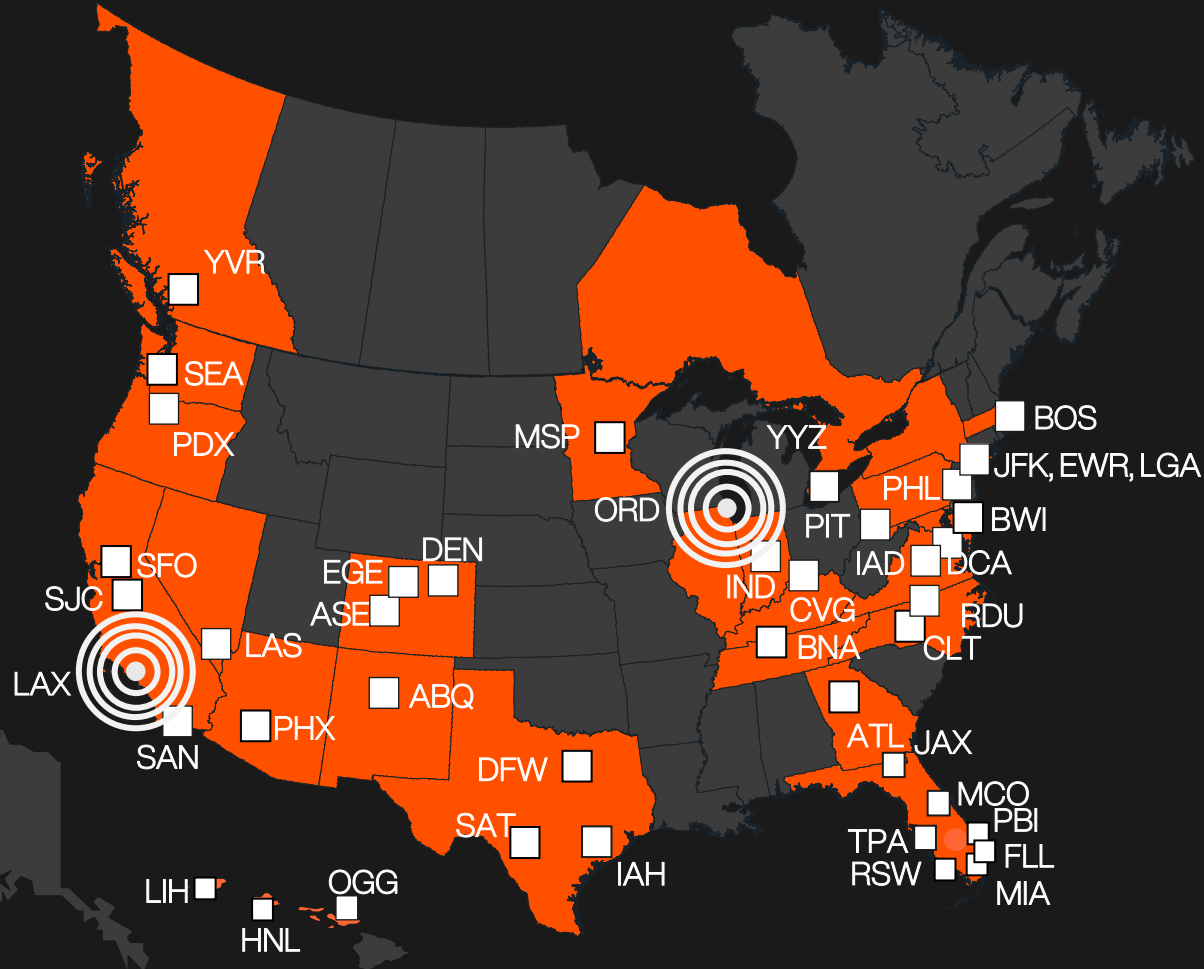 YVR
SEA
PDX
MSP
YYZ
BOS
JFK, EWR, LGA
PHL
ORD
PIT
BWI
IAD
DCA
DEN
EGE
ASE
SFO
SJC
IND
CVG
RDU
BNA
CLT
LAS
LAX
ABQ
PHX
SAN
ATL
JAX
DFW
MCO
SAT
PBI
TPA
FLL
RSW
IAH
MIA
LIH
OGG
HNL